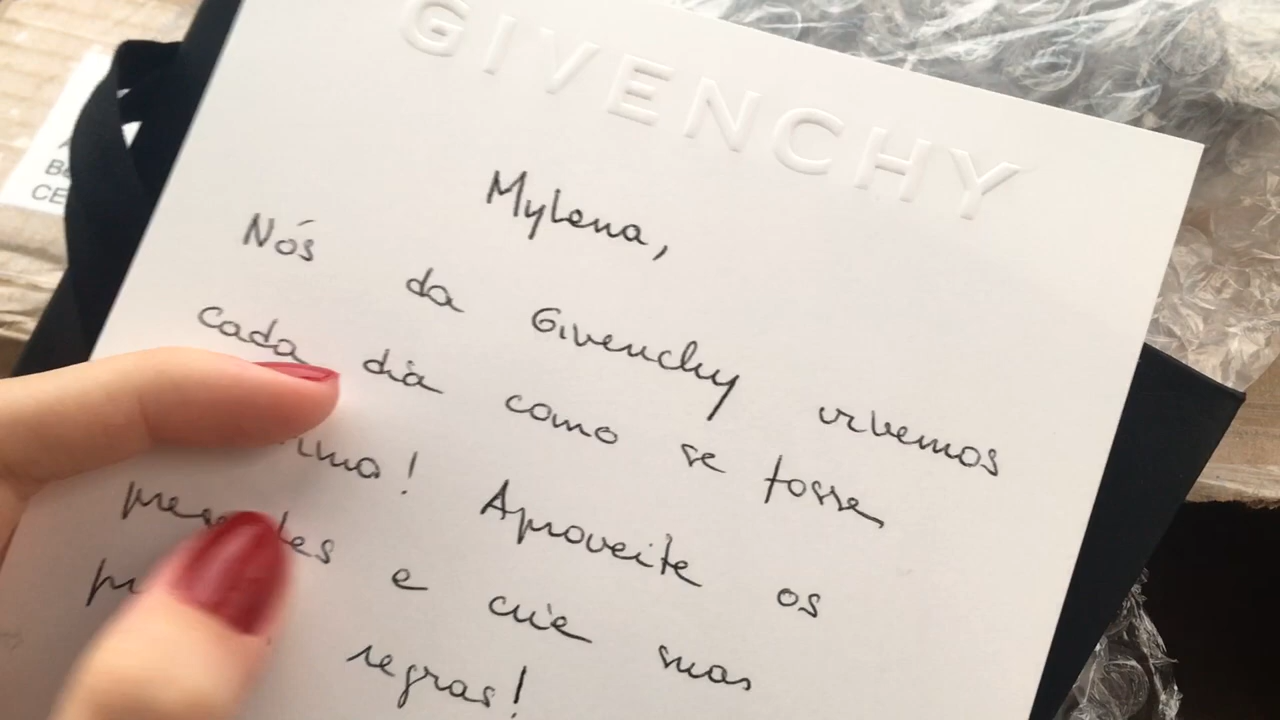 GIVENCHY
Mylena,
Nós da Givenchy vivemos
cada dia como se fosse
Aproveite os
e crie suas
regras!